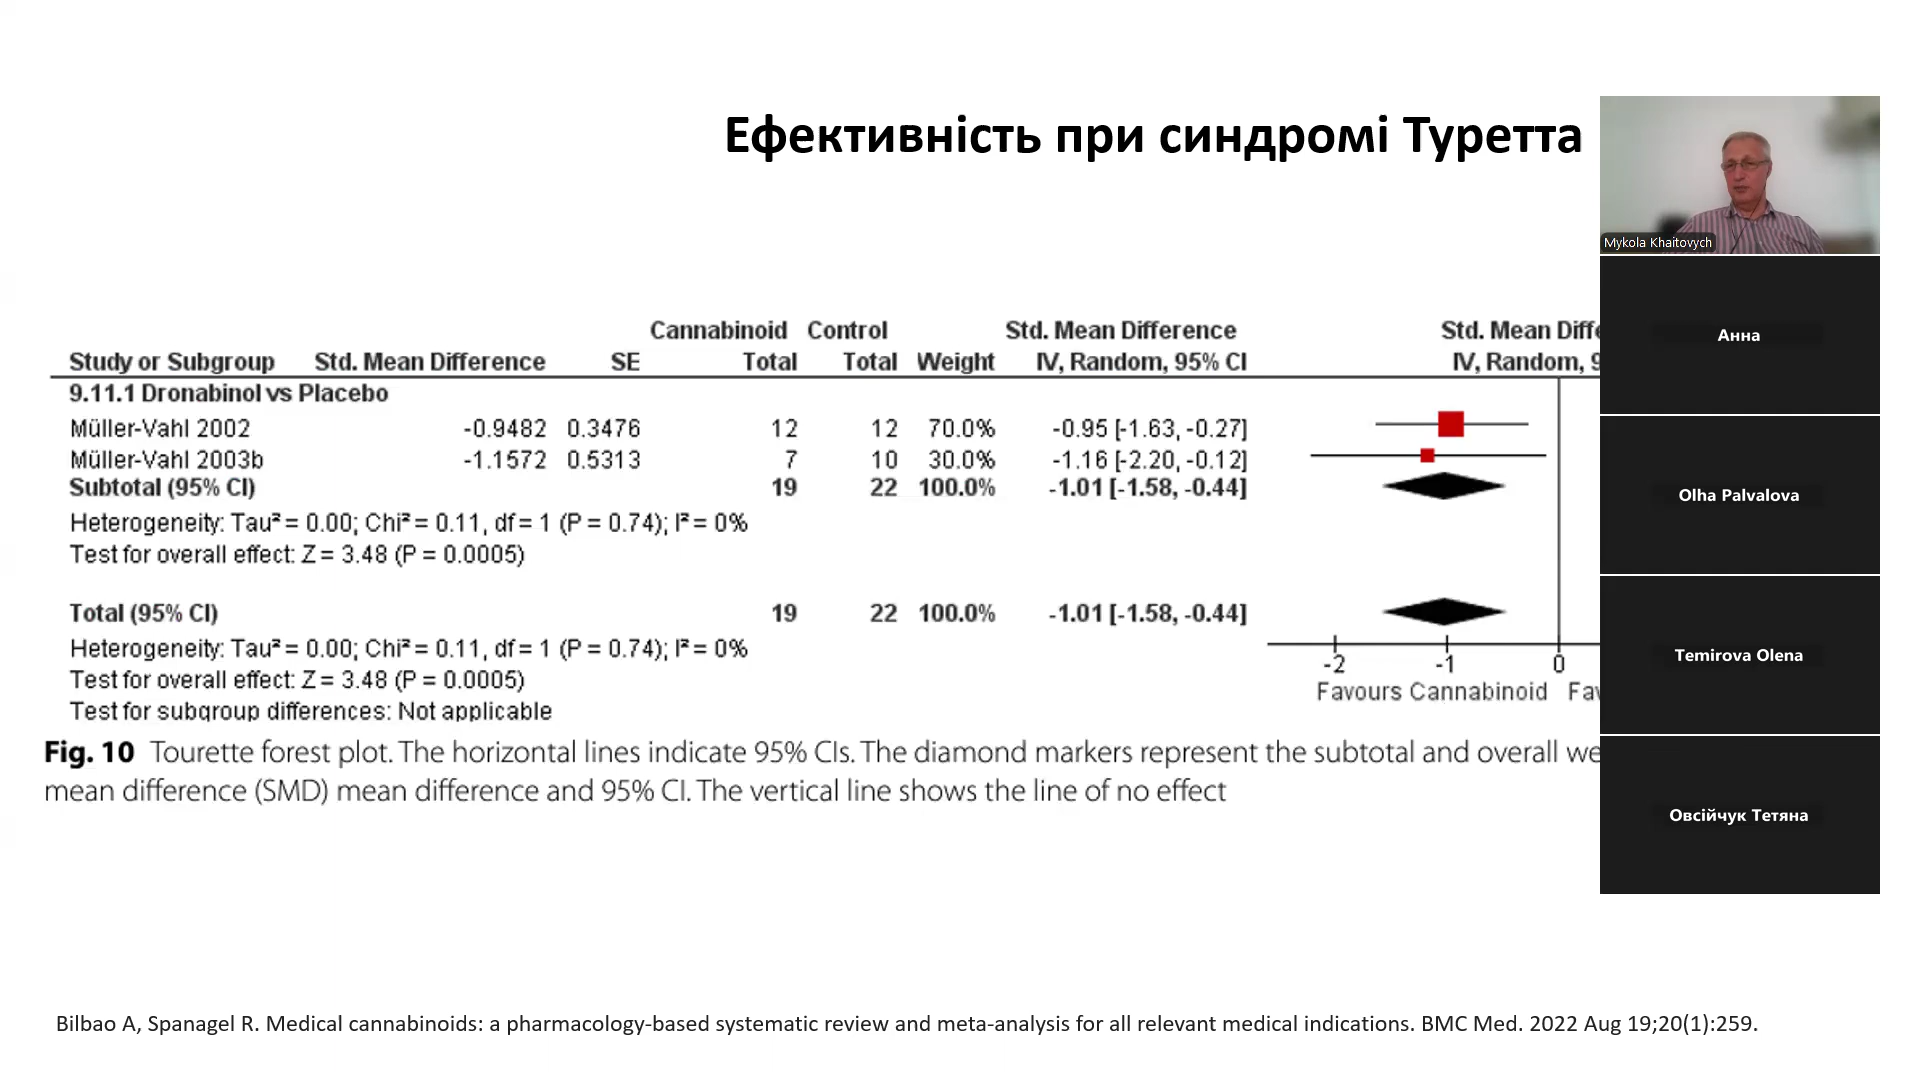 Ефективність при синдромі Туретта
Mykola Khaitovych
Анна
Olha Palvalova
Temirova Olena
Овсійчук Тетяна
Cannabinoid Control Std. Mean Difference Std. Mean
Study or Subgroup Std. Mean Difference SE Total Total Weight IV, Random, 95% CI IV, Random,
9.11.1 Dronabinol vs Placebo
Müller-Vahl 2002 -0.9482 0.3476 12 12 70.0% -0.95 [-1.63, -0.27]
Müller-Vahl 2003b -1.1572 0.5313 7 10 30.0% -1.16 [-2.20, -0.12]
Subtotal (95% CI) 19 22 100.0% -1.01 [-1.58, -0.44]
Heterogeneity: Tau² = 0.00; Chi² = 0.11, df = 1 (P = 0.74); I² = 0%
Test for overall effect: Z = 3.48 (P = 0.0005)
Total (95% CI) 19 22 100.0% -1.01 [-1.58, -0.44]
Heterogeneity: Tau² = 0.00; Chi² = 0.11, df = 1 (P = 0.74); I² = 0%
Test for overall effect: Z = 3.48 (P = 0.0005)
Test for subgroup differences: Not applicable
-2 -1 0
Favours Cannabinoid
Fig. 10 Tourette forest plot. The horizontal lines indicate 95% CIs. The diamond markers represent the subtotal and overall
mean difference (SMD) mean difference and 95% CI. The vertical line shows the line of no effect
Bilbao A, Spanagel R. Medical cannabinoids: a pharmacology-based systematic review and meta-analysis for all relevant medical indications. BMC Med. 2022 Aug 19;20(1):259.